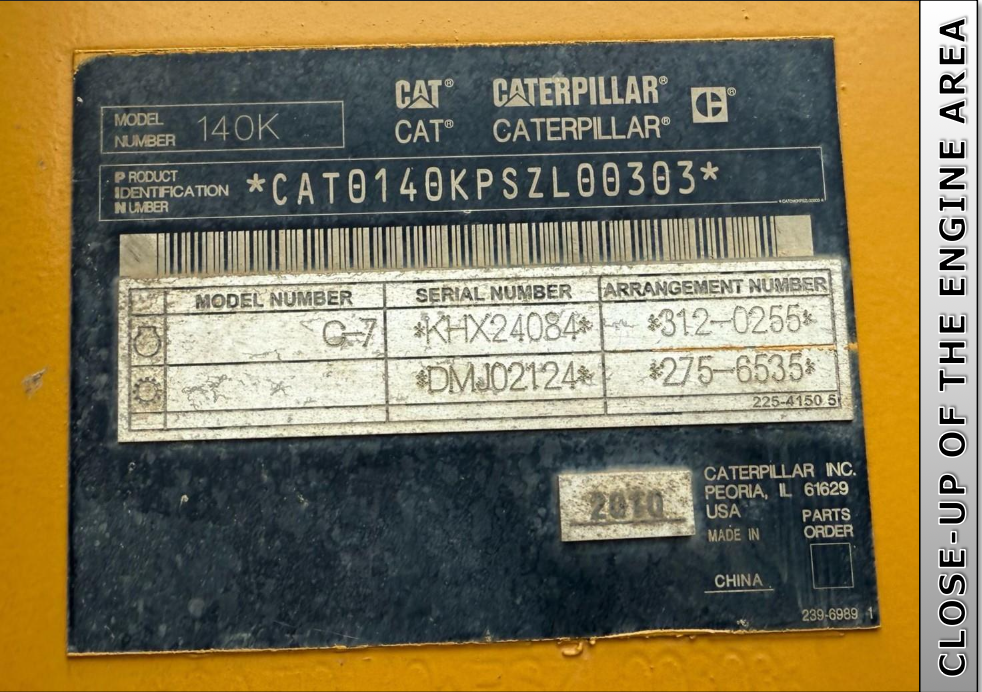 MODEL
NUMBER
140K
CAT® CATERPILLAR® ®
CAT® CATERPILLAR®
PRODUCT
IDENTIFICATION
NUMBER
*CAT0140KPSZL00303*
MODEL NUMBER SERIAL NUMBER ARRANGEMENT NUMBER
C-7 *KHX24084* *312-0255*
*DMJ02124* *275-6535*
225-4150 5
2010
CATERPILLAR INC.
PEORIA, IL 61629
USA
MADE IN
CHINA
PARTS
ORDER
239-6989 1
CLOSE-UP OF THE ENGINE AREA